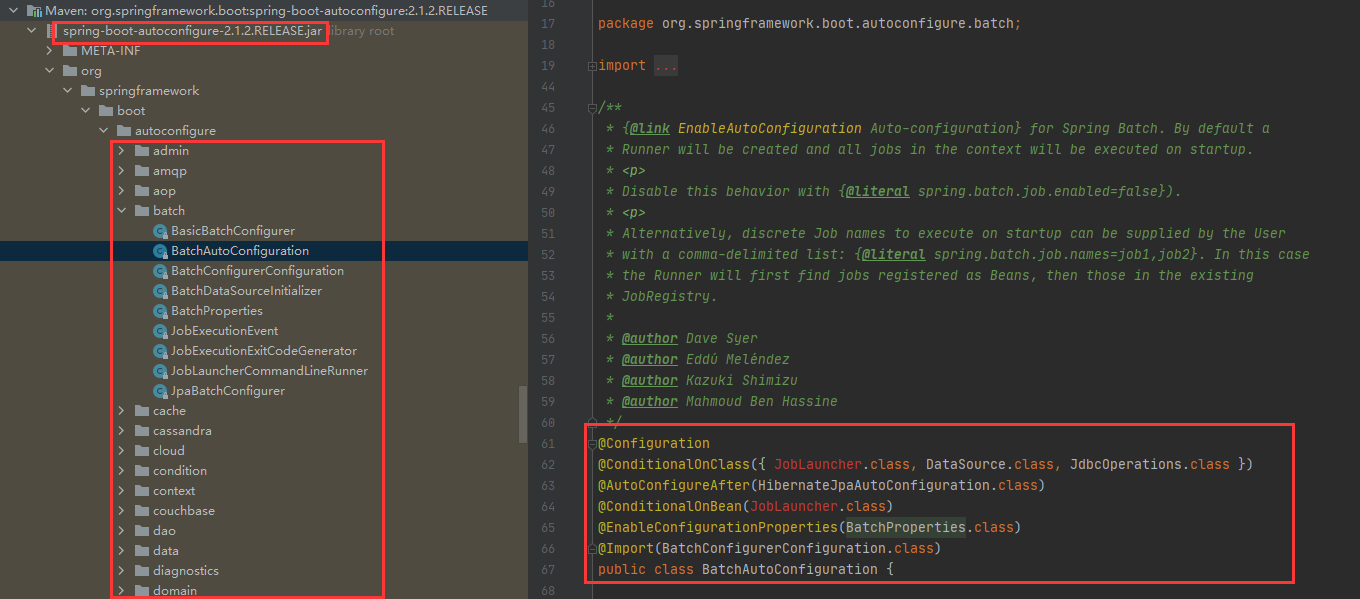 Maven: org.springframework.boot:spring-boot-autoconfigure:2.1.2.RELEASE
spring-boot-autoconfigure-2.1.2.RELEASE.jar library root
META-INF
org
springframework
boot
autoconfigure
admin
amqp
aop
batch
BasicBatchConfigurer
BatchAutoConfiguration
BatchConfigurerConfiguration
BatchDataSourceInitializer
BatchProperties
JobExecutionEvent
JobExecutionExitCodeGenerator
JobLauncherCommandLineRunner
JpaBatchConfigurer
cache
cassandra
cloud
condition
context
couchbase
dao
data
diagnostics
domain
16
17 package org.springframework.boot.autoconfigure.batch;
18
19 import ...
44
45 /**
46 * {@link EnableAutoConfiguration Auto-configuration} for Spring Batch. By default a
47 * Runner will be created and all jobs in the context will be executed on startup.
48 * <p>
49 * Disable this behavior with {@literal spring.batch.job.enabled=false}).
50 * <p>
51 * Alternatively, discrete Job names to execute on startup can be supplied by the User
52 * with a comma-delimited list: {@literal spring.batch.job.names=job1,job2}. In this case
53 * the Runner will first find jobs registered as Beans, then those in the existing
54 * JobRegistry.
55 *
56 * @author Dave Syer
57 * @author Eddú Meléndez
58 * @author Kazuki Shimizu
59 * @author Mahmoud Ben Hassine
60 */
61 @Configuration
62 @ConditionalOnClass({ JobLauncher.class, DataSource.class, JdbcOperations.class })
63 @AutoConfigureAfter(HibernateJpaAutoConfiguration.class)
64 @ConditionalOnBean(JobLauncher.class)
65 @EnableConfigurationProperties(BatchProperties.class)
66 @Import(BatchConfigurerConfiguration.class)
67 public class BatchAutoConfiguration {
68